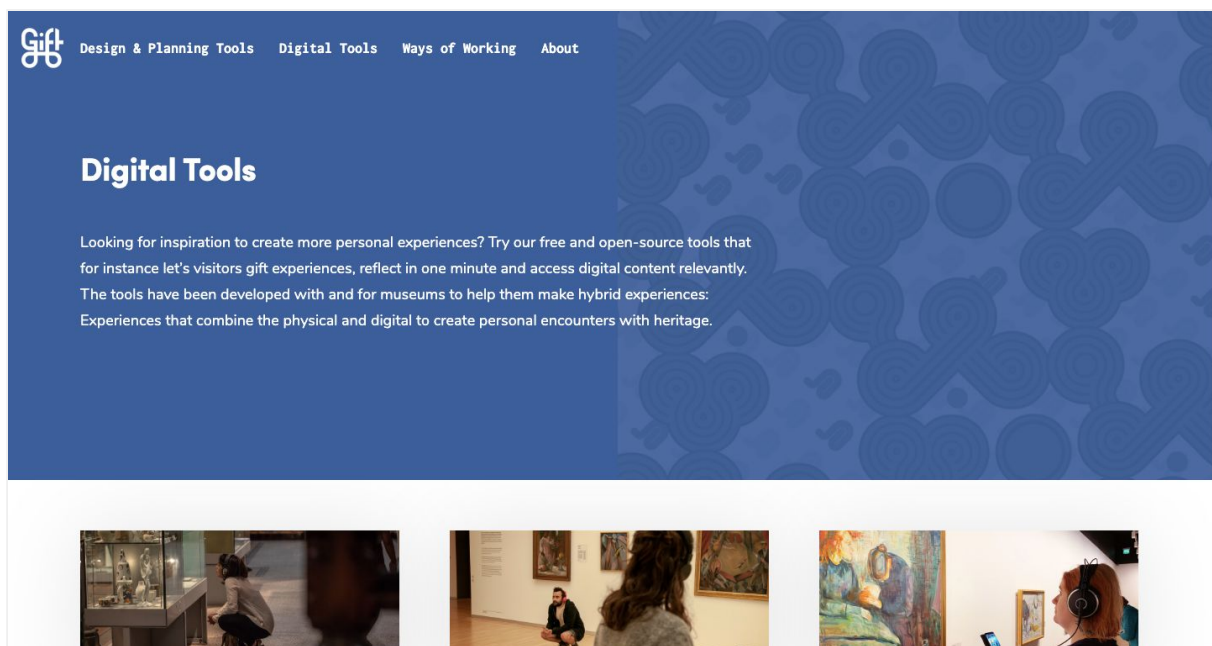 Gift
Design & Planning Tools Digital Tools Ways of Working About
Digital Tools
Looking for inspiration to create more personal experiences? Try our free and open-source tools that
for instance let's visitors gift experiences, reflect in one minute and access digital content relevantly.
The tools have been developed with and for museums to help them make hybrid experiences:
Experiences that combine the physical and digital to create personal encounters with heritage.